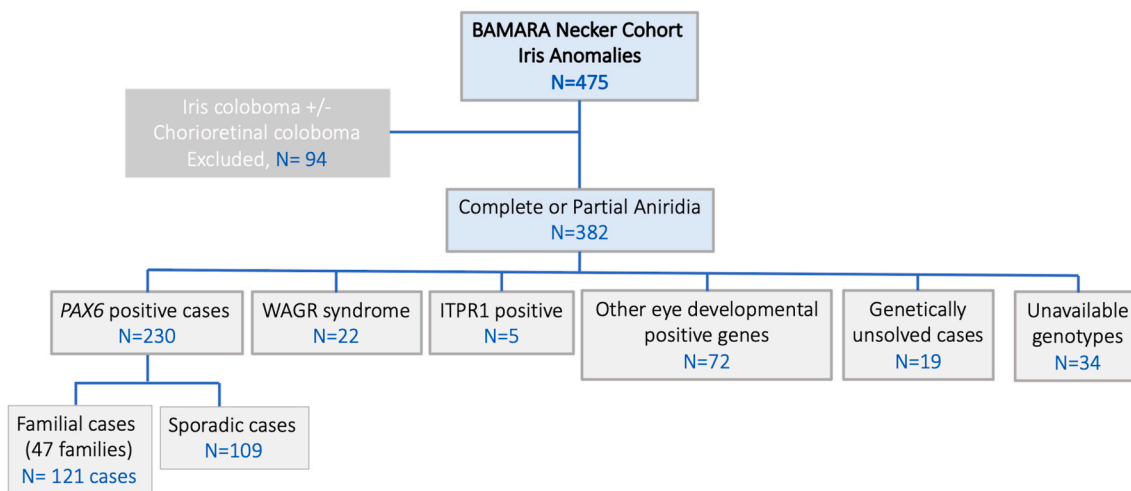 BAMARA Necker Cohort
Iris Anomalies
N=475
Iris coloboma +/-
Chorioretinal coloboma
Excluded, N= 94
Complete or Partial Aniridia
N=382
PAX6 positive cases
N=230
WAGR syndrome
N=22
ITPR1 positive
N=5
Other eye developmental
positive genes
N=72
Genetically
unsolved cases
N=19
Unavailable
genotypes
N=34
Familial cases
(47 families)
N= 121 cases
Sporadic cases
N=109